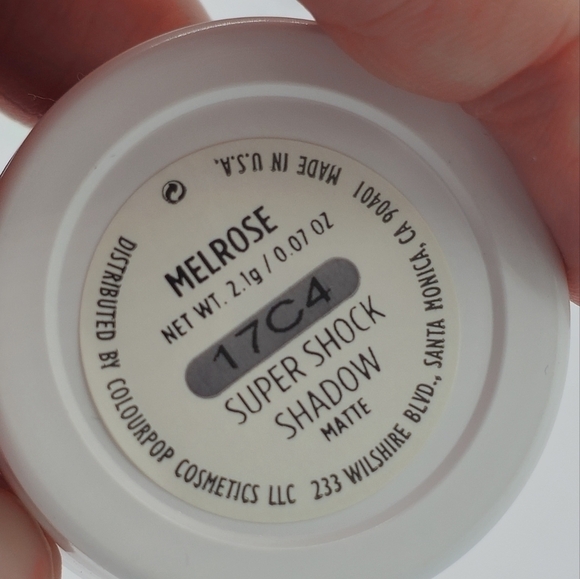 MELROSE
NET WT. 2.1g / 0.07 OZ
17C4
SUPER SHOCK
SHADOW
MATTE
DISTRIBUTED BY COLOURPOP COSMETICS LLC 233 WILSHIRE BLVD., SANTA MONICA, CA 90401 MADE IN U.S.A.